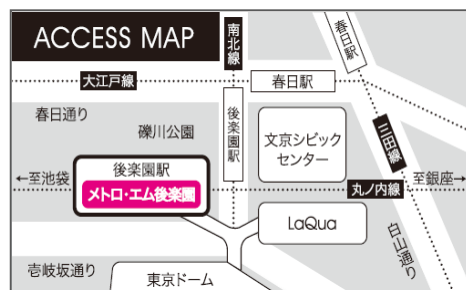 ACCESS MAP
南北線
春日駅
大江戸線
春日駅
春日通り
礫川公園
後楽園駅
文京シビック
センター
三田線
←至池袋
後楽園駅
メトロ・エム後楽園
丸ノ内線
至銀座→
LaQua
白山通り
壱岐坂通り
東京ドーム